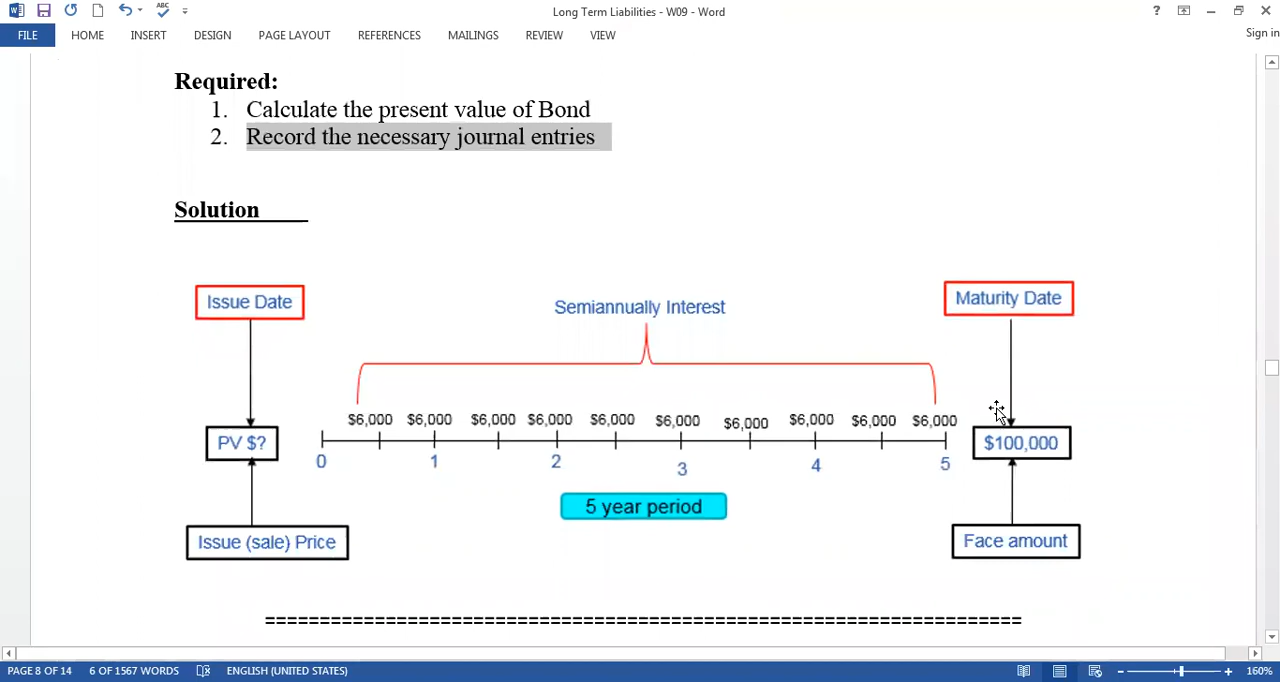 Long Term Liabilities - W09 - Word
?
Sign in
FILE HOME INSERT DESIGN PAGE LAYOUT REFERENCES MAILINGS REVIEW VIEW
Required:
1. Calculate the present value of Bond
2. Record the necessary journal entries
Solution
Issue Date
Semiannually Interest
Maturity Date
$6,000 $6,000 $6,000 $6,000 $6,000 $6,000 $6,000 $6,000 $6,000 $6,000
PV $?
$100,000
0 1 2 3 4 5
5 year period
Issue (sale) Price
Face amount
======================================================================
PAGE 8 OF 14 6 OF 1567 WORDS ENGLISH (UNITED STATES) 160%